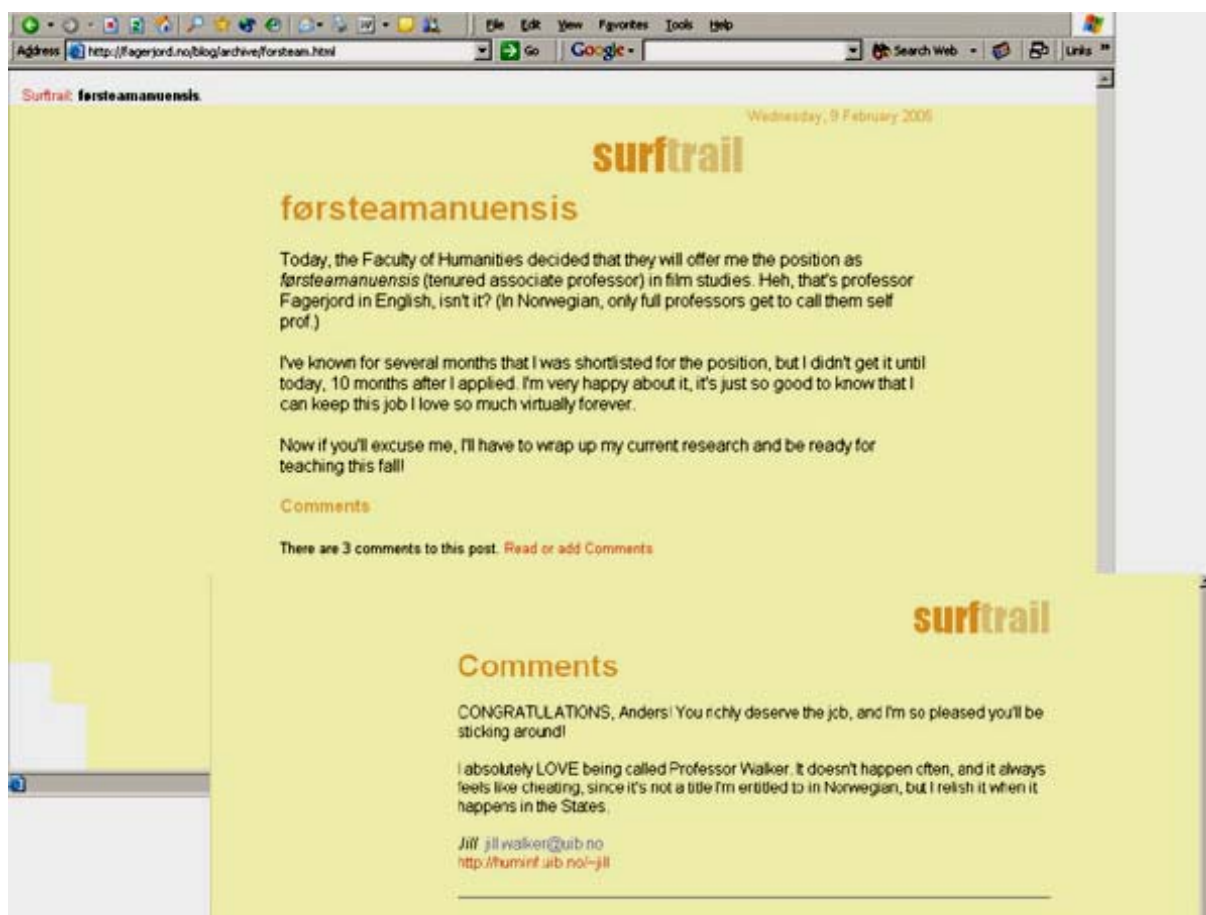 File Edit View Favorites Tools Help
Address http://fagerjord.no/blog/archive/forsteam.html Go Google Search Web Links »
Surftrail: førsteamanuensis.
Wednesday, 9 February 2005
surftrail
førsteamanuensis
Today, the Faculty of Humanities decided that they will offer me the position as
førsteamanuensis (tenured associate professor) in film studies. Heh, that's professor
Fagerjord in English, isn't it? (In Norwegian, only full professors get to call them self
prof.)
I've known for several months that I was shortlisted for the position, but I didn't get it until
today, 10 months after I applied. I'm very happy about it, it's just so good to know that I
can keep this job I love so much virtually forever.
Now if you'll excuse me, I'll have to wrap up my current research and be ready for
teaching this fall!
Comments
There are 3 comments to this post. Read or add Comments
surftrail
Comments
CONGRATULATIONS, Anders! You richly deserve the job, and I'm so pleased you'll be
sticking around!
I absolutely LOVE being called Professor Walker. It doesn't happen often, and it always
feels like cheating, since it's not a title I'm entitled to in Norwegian, but I relish it when it
happens in the States.
Jill jill.walker@uib.no
http://huminf.uib.no/~jill